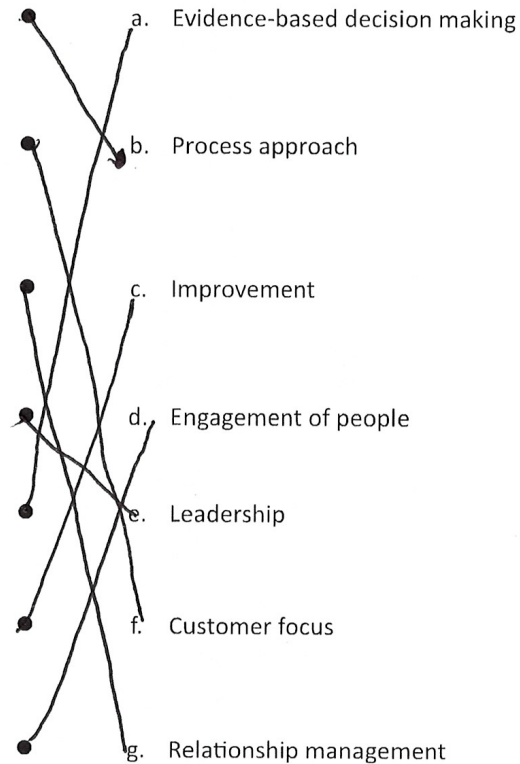 a. Evidence-based decision making
b. Process approach
c. Improvement
d. Engagement of people
e. Leadership
f. Customer focus
g. Relationship management